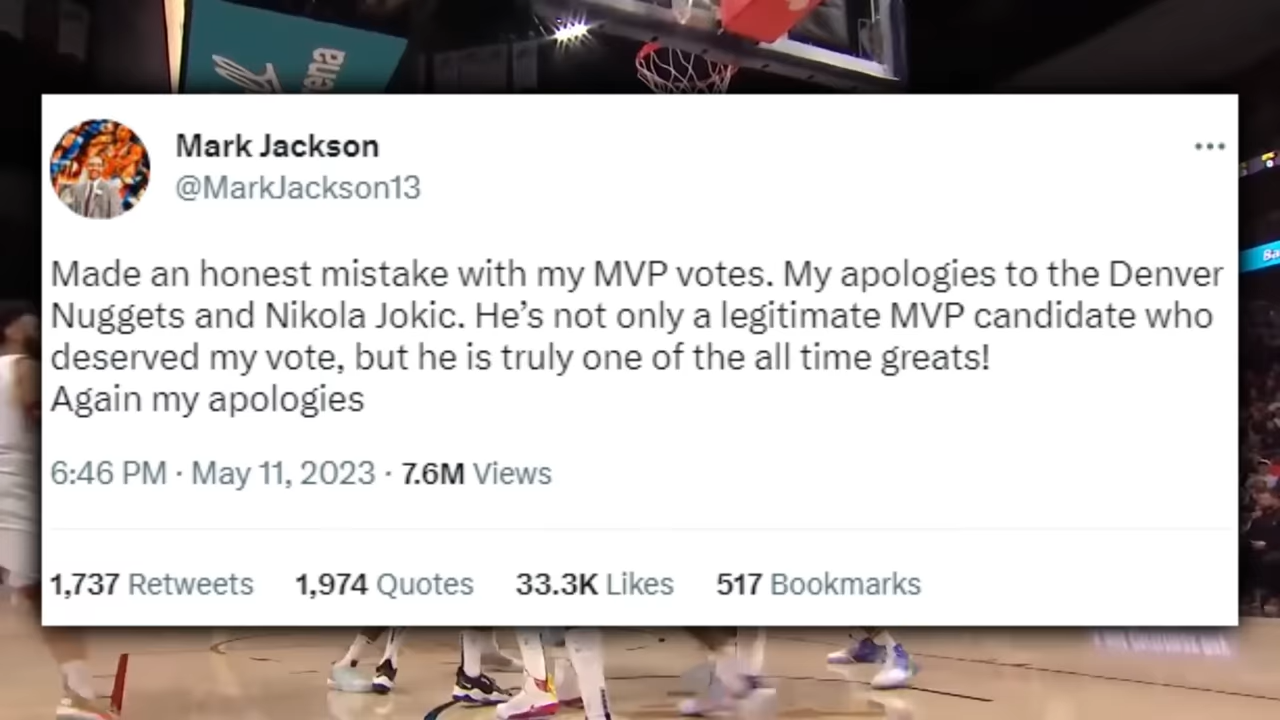 ena
Mark Jackson
@MarkJackson13
Made an honest mistake with my MVP votes. My apologies to the Denver
Nuggets and Nikola Jokic. He’s not only a legitimate MVP candidate who
deserved my vote, but he is truly one of the all time greats!
Again my apologies
6:46 PM · May 11, 2023 · 7.6M Views
1,737 Retweets 1,974 Quotes 33.3K Likes 517 Bookmarks